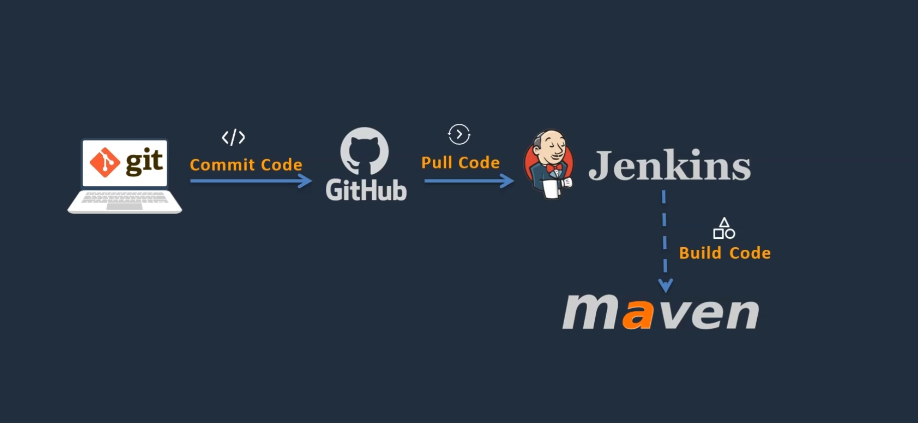 git
Commit Code
GitHub
Pull Code
Jenkins
Build Code
maven